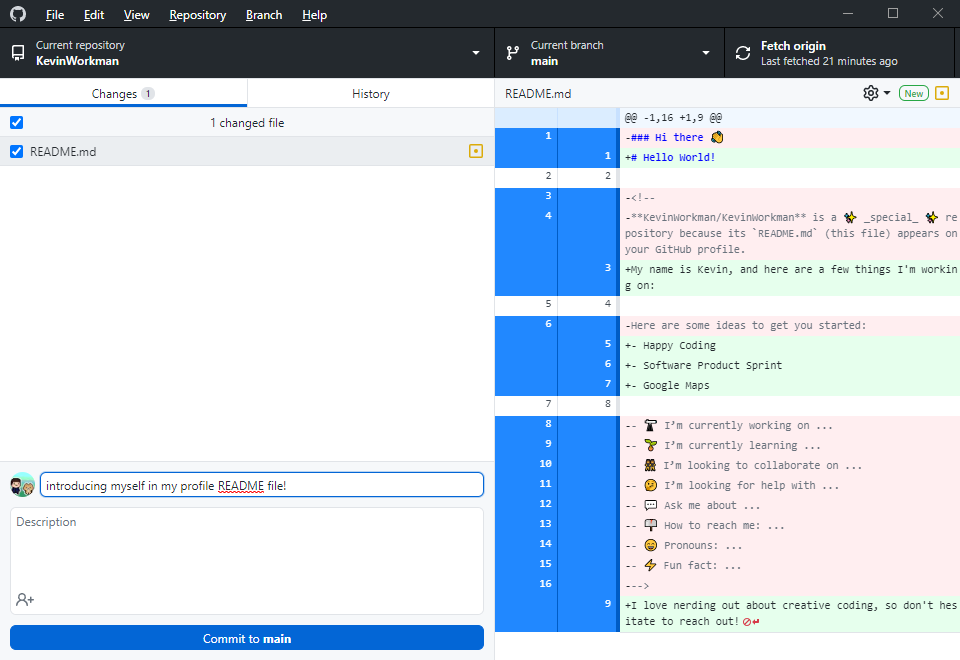 File Edit View Repository Branch Help
Current repository
KevinWorkman
Current branch
main
Fetch origin
Last fetched 21 minutes ago
Changes 1
History
1 changed file
README.md
introducing myself in my profile README file!
Description
Commit to main
README.md
New
@@ -1,16 +1,9 @@
1 -### Hi there 👋
1 +# Hello World!
2 2
3 -<!--
4 -**KevinWorkman/KevinWorkman** is a ✨ _special_ ✨ re
pository because its `README.md` (this file) appears on
your GitHub profile.
3 +My name is Kevin, and here are a few things I'm workin
g on:
5 4
6 -Here are some ideas to get you started:
5 +- Happy Coding
6 +- Software Product Sprint
7 +- Google Maps
7 8
8 -- 🔭 I’m currently working on ...
9 -- 🌱 I’m currently learning ...
10 -- 👯 I’m looking to collaborate on ...
11 -- 🤔 I’m looking for help with ...
12 -- 💬 Ask me about ...
13 -- 📫 How to reach me: ...
14 -- 😄 Pronouns: ...
15 -- ⚡ Fun fact: ...
16 --->
9 +I love nerding out about creative coding, so don't hes
itate to reach out!